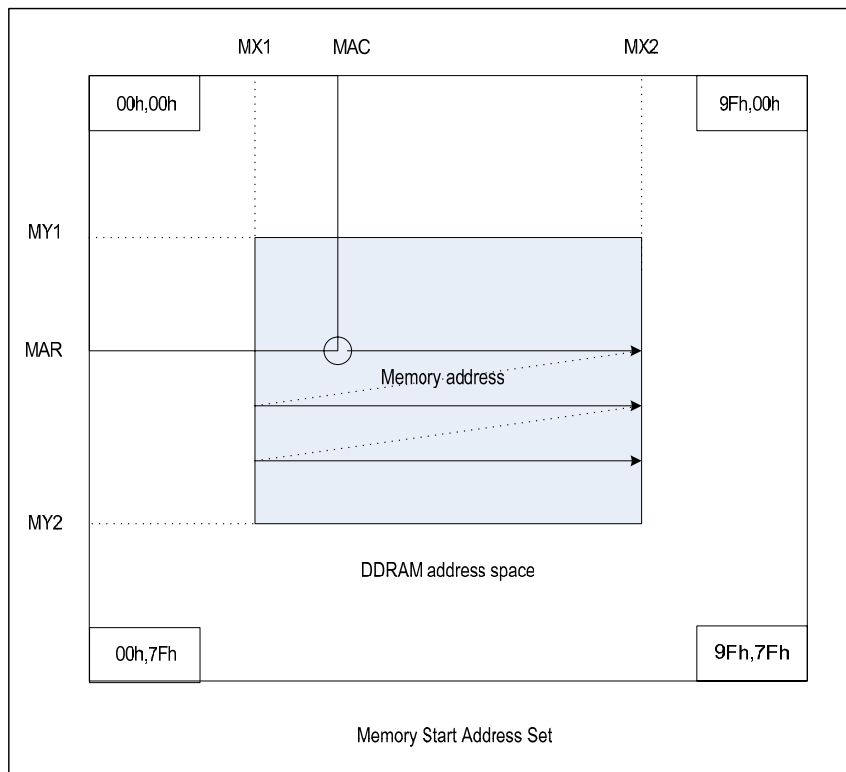 MX1 MAC MX2
00h,00h 9Fh,00h
MY1
MAR
Memory address
MY2
DDRAM address space
00h,7Fh 9Fh,7Fh
Memory Start Address Set